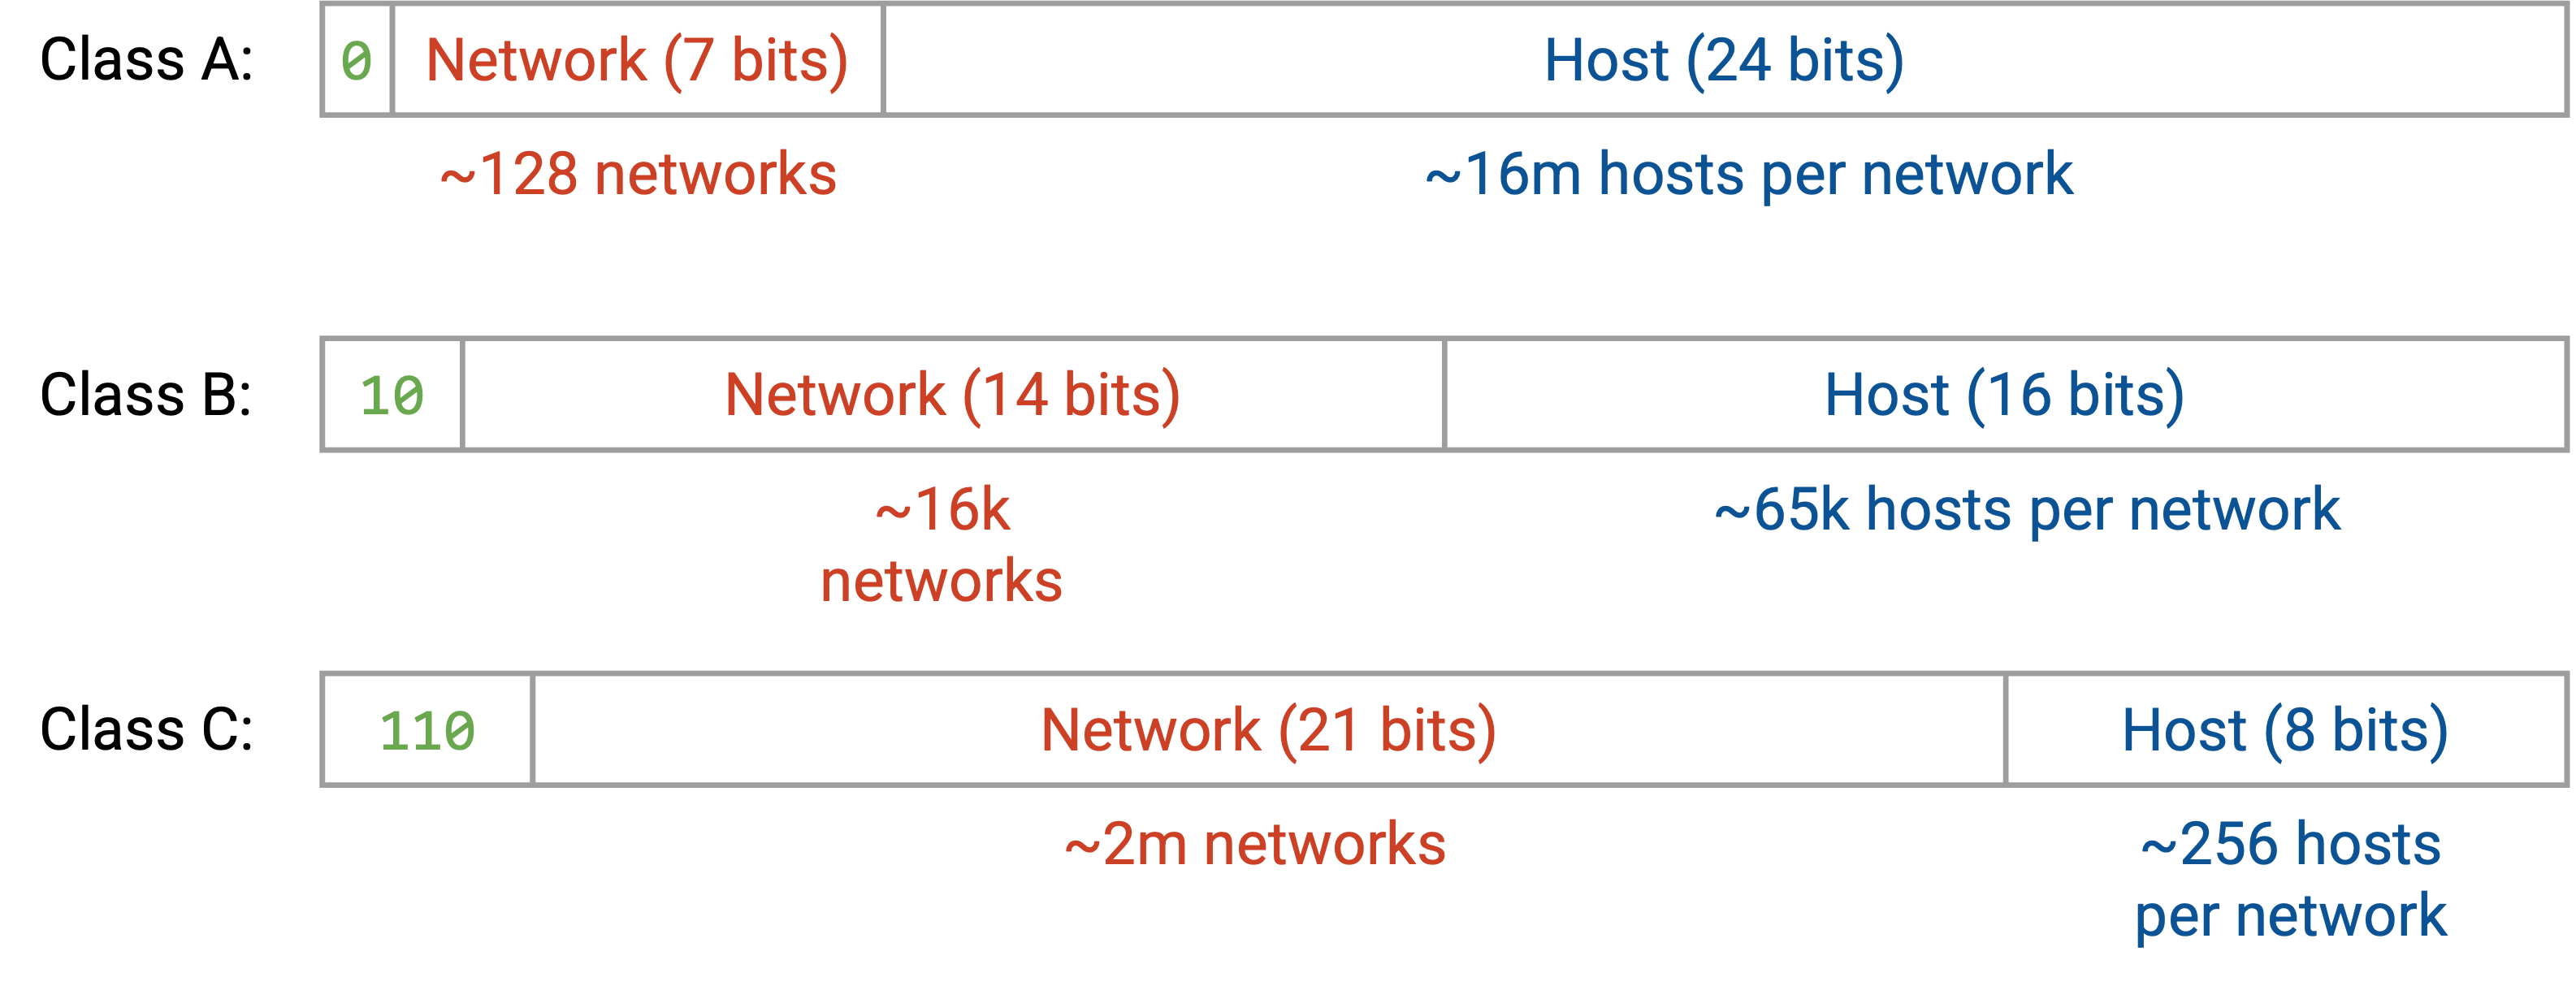 Class A: 0 Network (7 bits) Host (24 bits)
~128 networks ~16m hosts per network
Class B: 10 Network (14 bits) Host (16 bits)
~16k ~65k hosts per network
networks
Class C: 110 Network (21 bits) Host (8 bits)
~2m networks ~256 hosts
per network